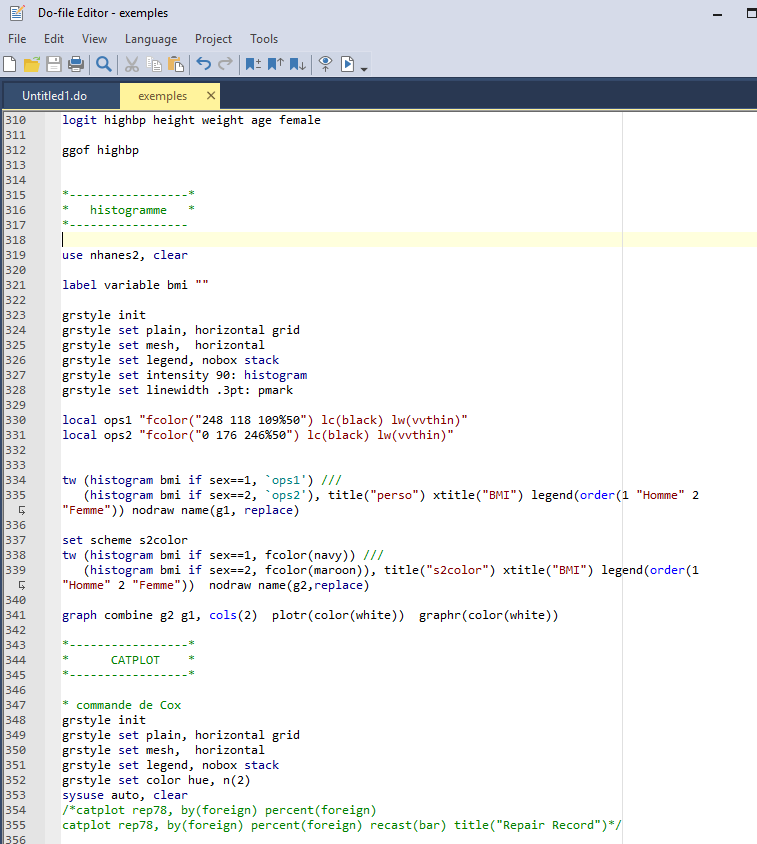 Do-file Editor - exemples
File Edit View Language Project Tools
Untitled1.do exemples ×
310 logit highbp height weight age female
311
312 ggof highbp
313
314
315 *-----------------*
316 *   histogramme   *
317 *-----------------
318
319 use nhanes2, clear
320
321 label variable bmi ""
322
323 grstyle init
324 grstyle set plain, horizontal grid
325 grstyle set mesh,  horizontal
326 grstyle set legend, nobox stack
327 grstyle set intensity 90: histogram
328 grstyle set linewidth .3pt: pmark
329
330 local ops1 "fcolor("248 118 109%50") lc(black) lw(vvthin)"
331 local ops2 "fcolor("0 176 246%50") lc(black) lw(vvthin)"
332
333
334 tw (histogram bmi if sex==1, `ops1') ///
335    (histogram bmi if sex==2, `ops2'), title("perso") xtitle("BMI") legend(order(1 "Homme" 2
"Femme")) nodraw name(g1, replace)
336
337 set scheme s2color
338 tw (histogram bmi if sex==1, fcolor(navy)) ///
339    (histogram bmi if sex==2, fcolor(maroon)), title("s2color") xtitle("BMI") legend(order(1
"Homme" 2 "Femme"))  nodraw name(g2,replace)
340
341 graph combine g2 g1, cols(2)  plotr(color(white))  graphr(color(white))
342
343 *-----------------*
344 *      CATPLOT    *
345 *-----------------*
346
347 * commande de Cox
348 grstyle init
349 grstyle set plain, horizontal grid
350 grstyle set mesh,  horizontal
351 grstyle set legend, nobox stack
352 grstyle set color hue, n(2)
353 sysuse auto, clear
354 /*catplot rep78, by(foreign) percent(foreign)
355 catplot rep78, by(foreign) percent(foreign) recast(bar) title("Repair Record")*/
356